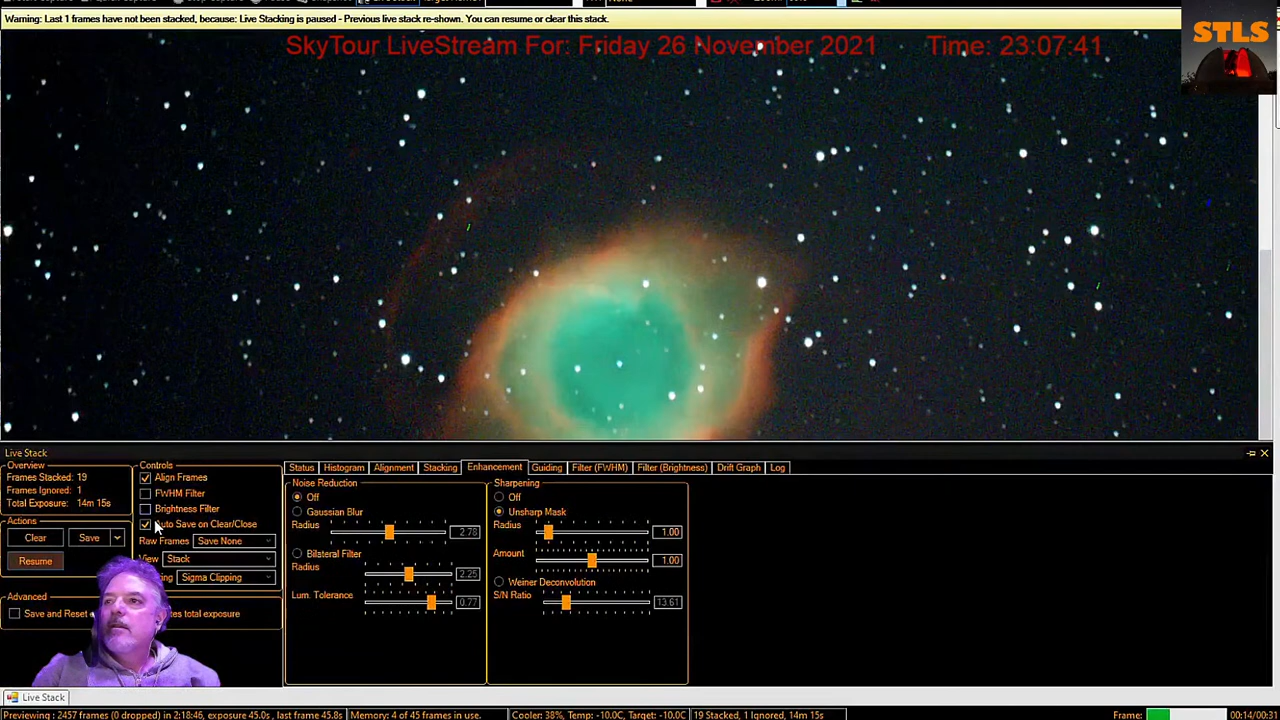 Warning: Last 1 frames have not been stacked, because: Live Stacking is paused - Previous live stack re-shown. You can resume or clear this stack.
STLS
SkyTour LiveStream For: Friday 26 November 2021 Time: 23:07:41
Live Stack
Overview
Frames Stacked: 19
Frames Ignored: 1
Total Exposure: 14m 15s
Actions
Clear Save
Resume
Controls
Align Frames
FWHM Filter
Brightness Filter
Auto Save on Clear/Close
Raw Frames Save None
View Stack
Sigma Clipping
Advanced
Save and Reset
total exposure
Status Histogram Alignment Stacking Enhancement Guiding Filter (FWHM) Filter (Brightness) Drift Graph Log
Noise Reduction
Off
Gaussian Blur
Radius 2.78
Bilateral Filter
Radius 2.25
Lum. Tolerance 0.77
Sharpening
Off
Unsharp Mask
Radius 1.00
Amount 1.00
Weiner Deconvolution
S/N Ratio 13.61
Live Stack
Previewing : 2457 frames (0 dropped) in 2:18:46, exposure 45.0s , last frame 45.8s Memory: 4 of 45 frames in use. Cooler: 38%, Temp: -10.0C, Target: -10.0C 19 Stacked, 1 Ignored, 14m 15s Frame: 00:14/00:31